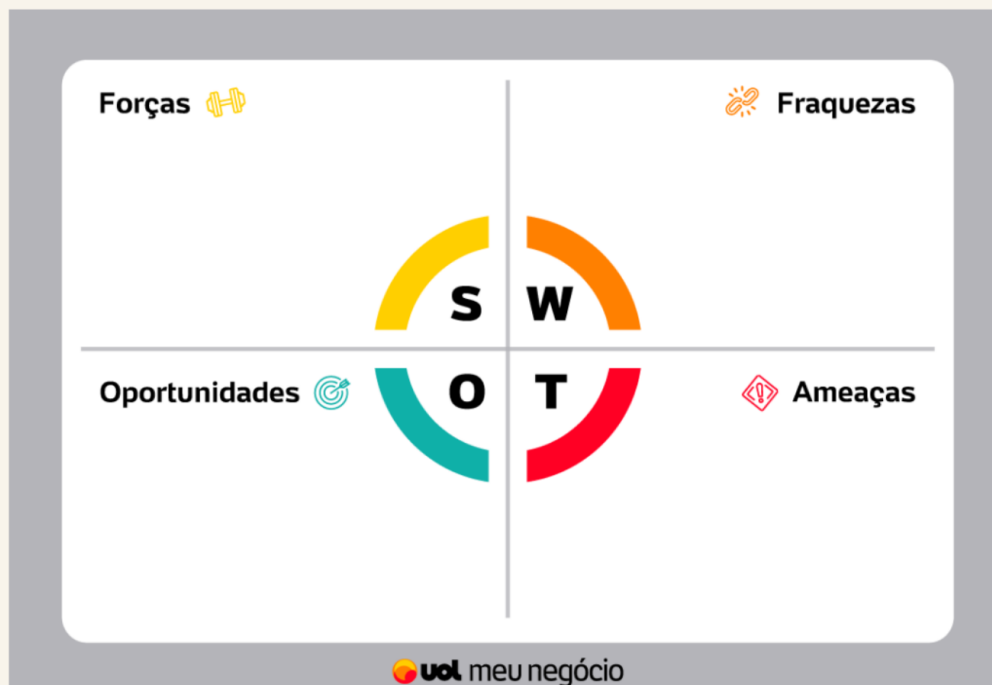 Forças
Fraquezas
S W
O T
Oportunidades
Ameaças
uol meu negócio